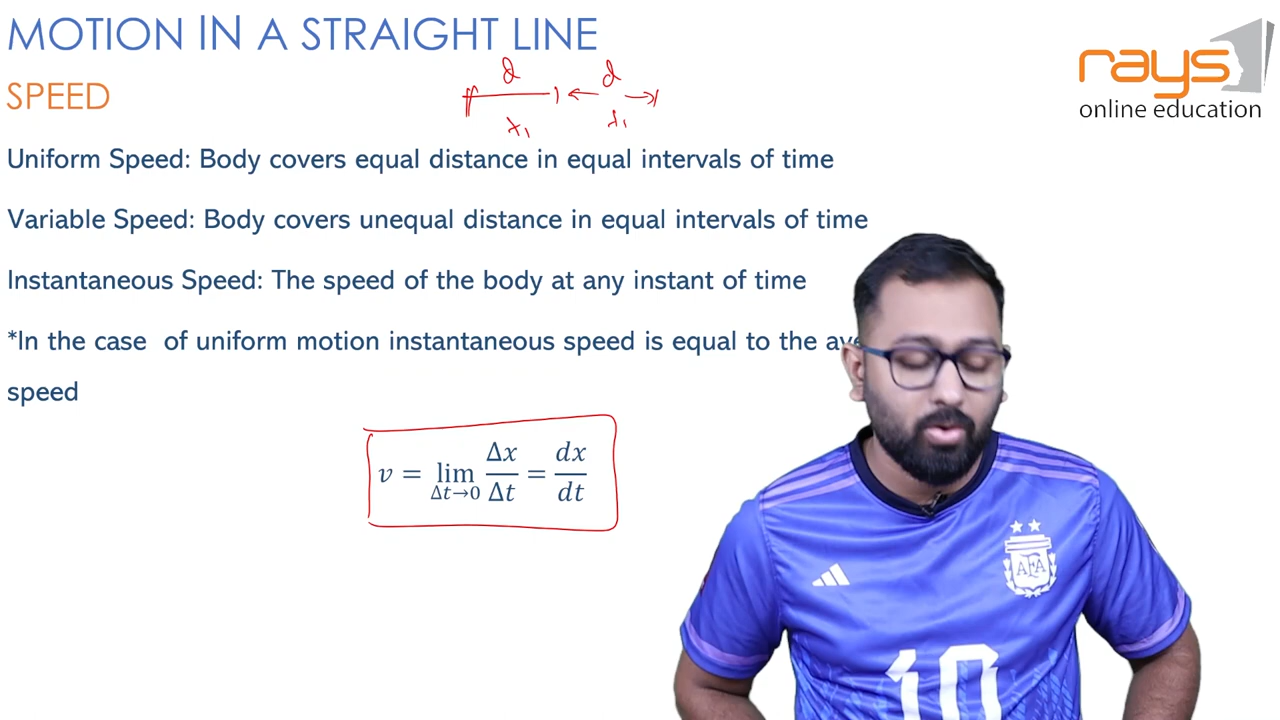 MOTION IN A STRAIGHT LINE
rays
online education
SPEED
d d
Uniform Speed: Body covers equal distance in equal intervals of time
Variable Speed: Body covers unequal distance in equal intervals of time
Instantaneous Speed: The speed of the body at any instant of time
*In the case of uniform motion instantaneous speed is equal to the
speed
v = lim Δt→0 Δx/Δt = dx/dt
AFA
10